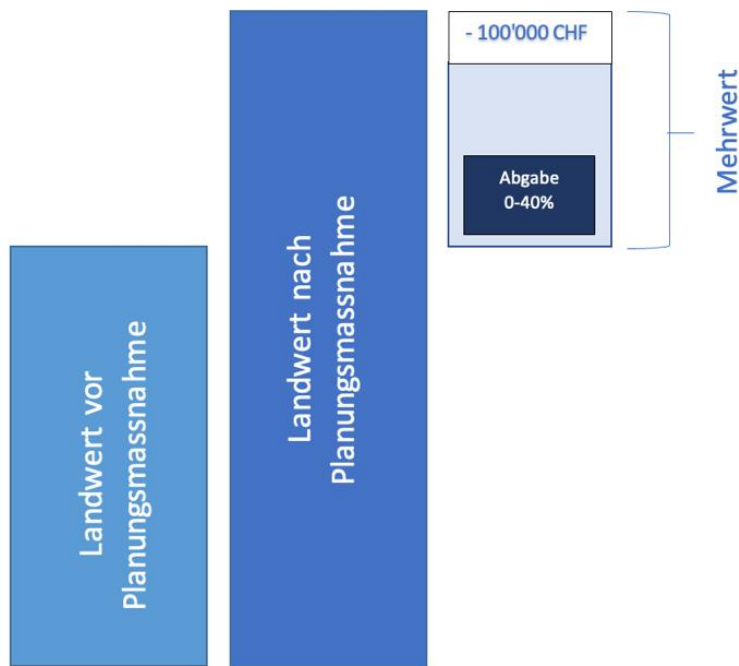 Landwert vor
Planungsmassnahme
Landwert nach
Planungsmassnahme
- 100'000 CHF
Abgabe
0-40%
Mehrwert